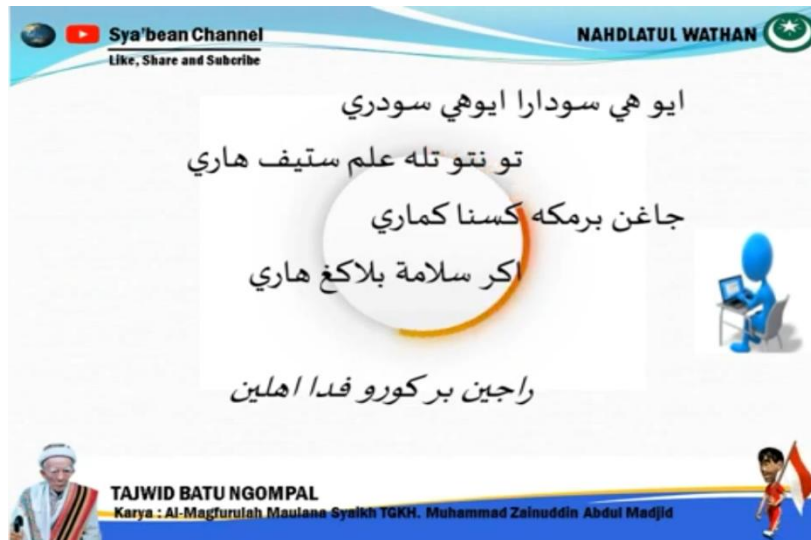 Sya'bean Channel
Like, Share and Subcribe
NAHDLATUL WATHAN
ايو هي سودارا ايوهي سودري
تو نتو تله علم ستيف هاري
جاغن برمكه كسنا كماري
اكر سلامة بلاكغ هاري
راجين بر كورو فدا اهلين
TAJWID BATU NGOMPAL
Karya : Al-Magfurulah Maulana Syaikh TGKH. Muhammad Zainuddin Abdul Madjid